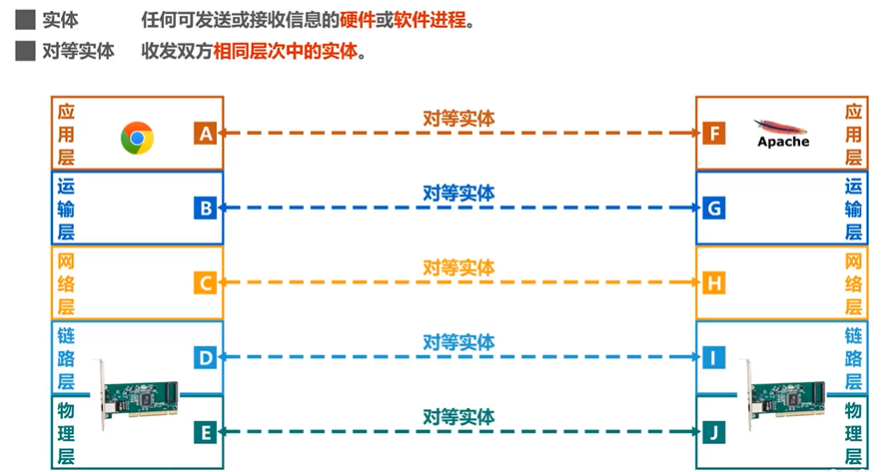 实体 任何可发送或接收信息的硬件或软件进程。
对等实体 收发双方相同层次中的实体。
应用层 A 对等实体 F Apache 应用层
运输层 B 对等实体 G 运输层
网络层 C 对等实体 H 网络层
链路层 D 对等实体 I 链路层
物理层 E 对等实体 J 物理层